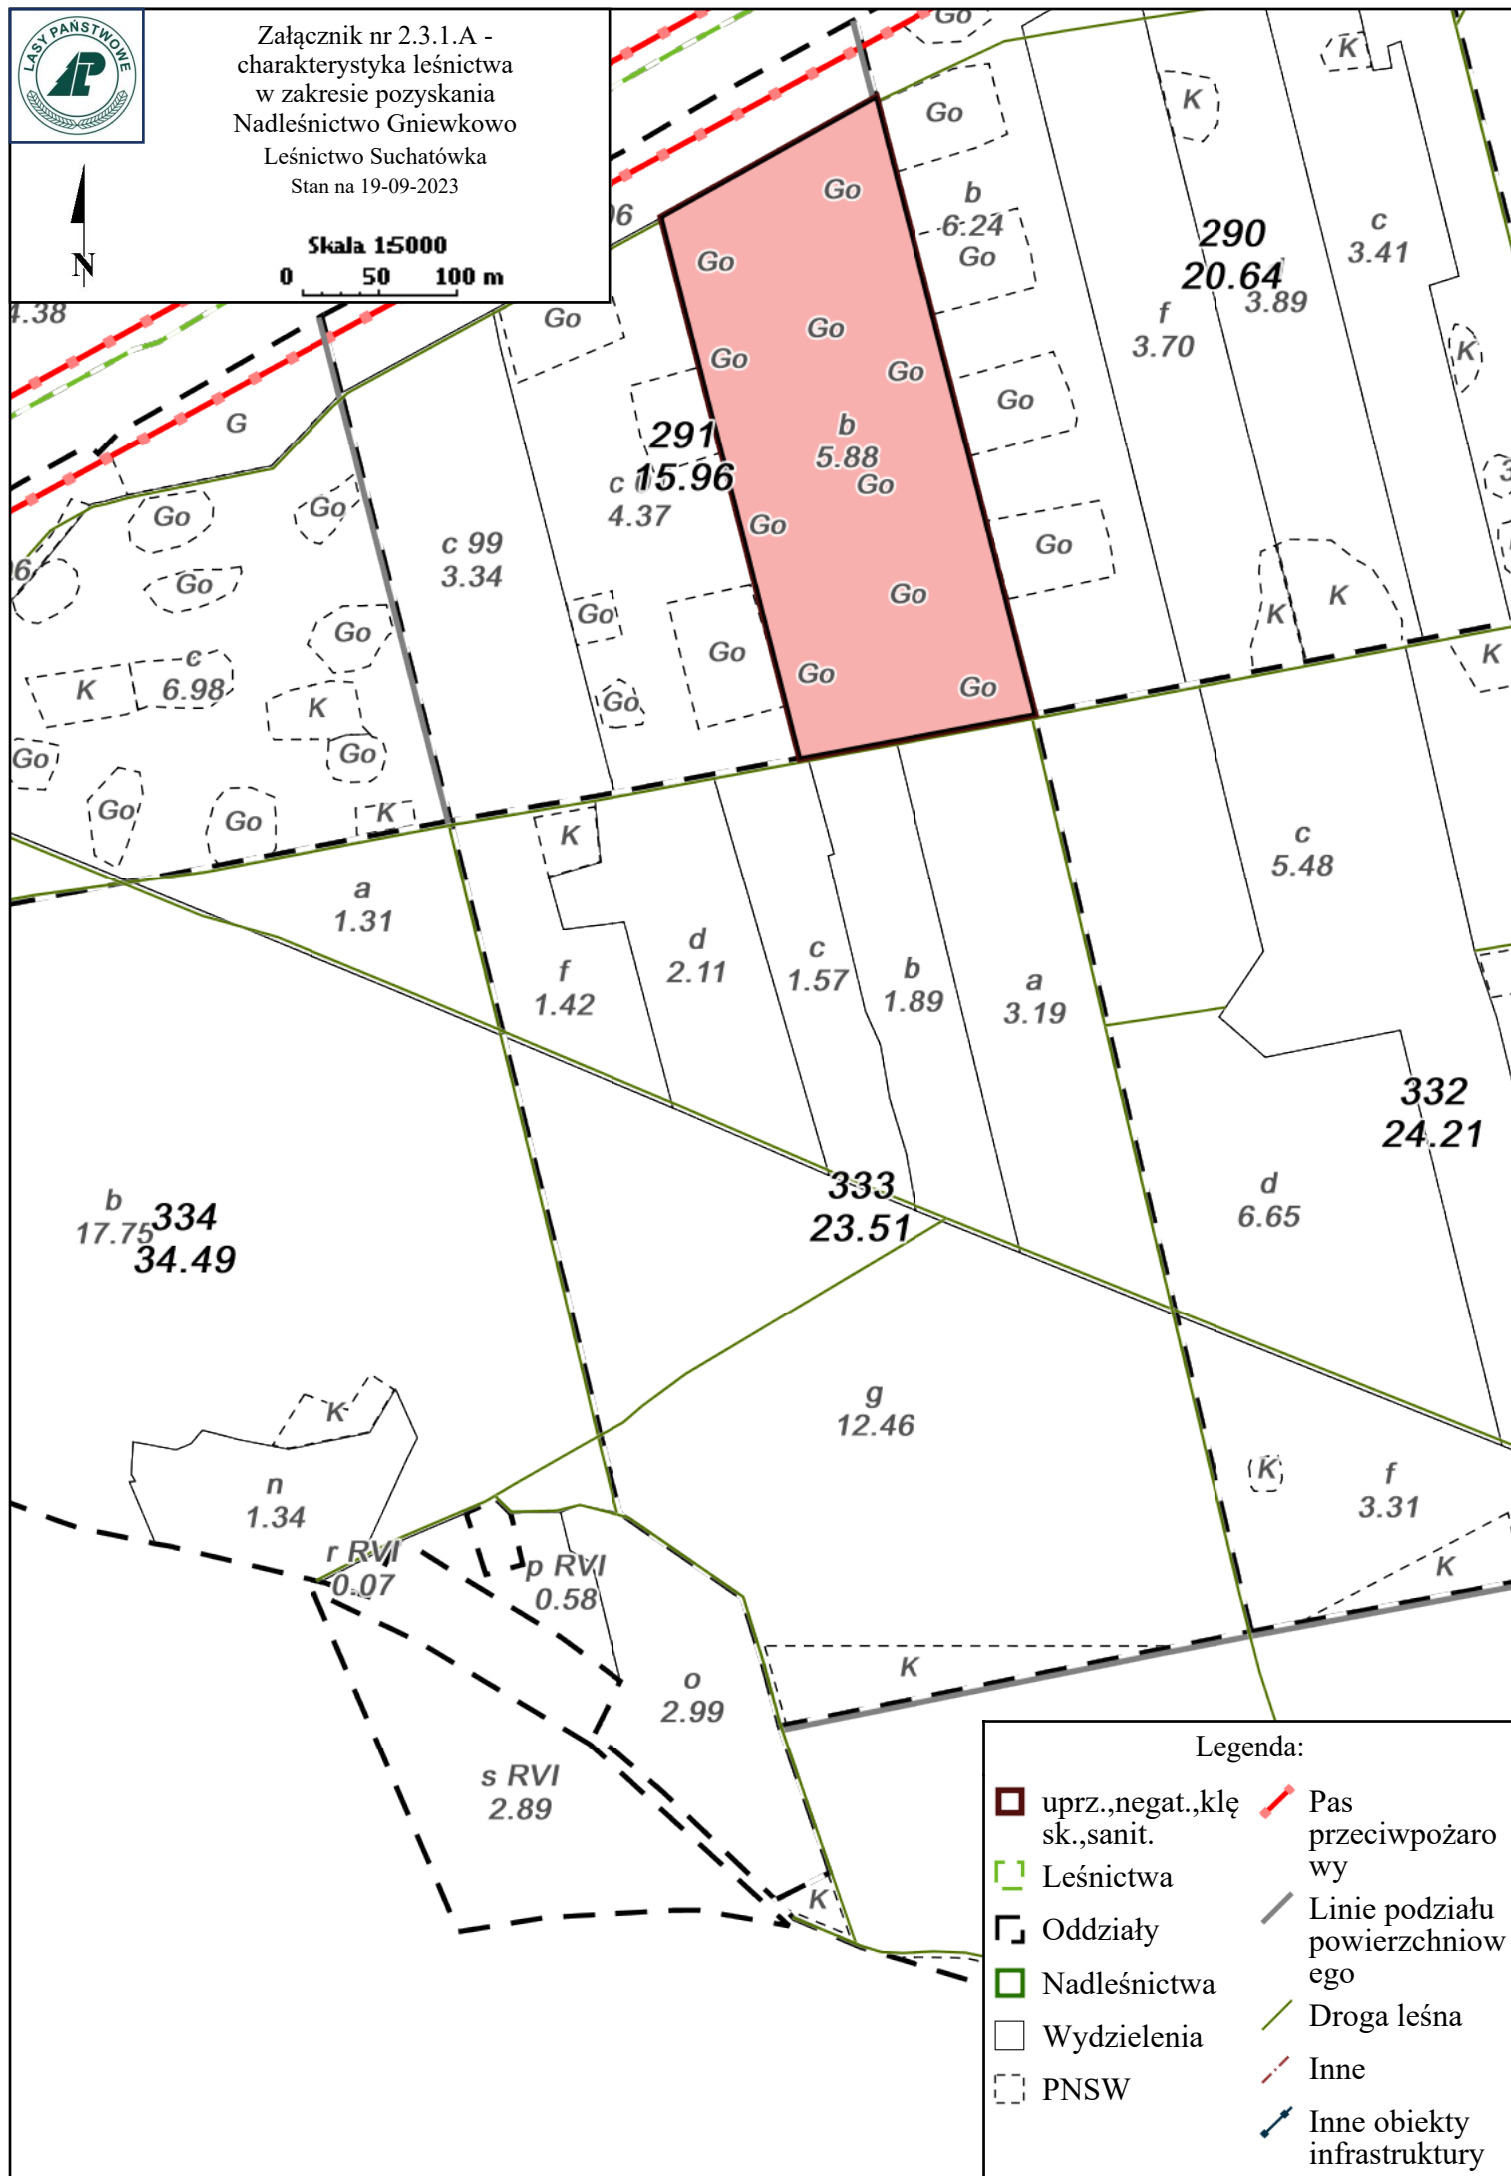 LASY PAŃSTWOWE
Załącznik nr 2.3.1.A -
charakterystyka leśnictwa
w zakresie pozyskania
Nadleśnictwo Gniewkowo
Leśnictwo Suchatówka
Stan na 19-09-2023
N
Skala 1:5000
0 50 100 m
Go
K
Go
K
Go
b
6.24
Go
290
20.64
c
3.41
06
Go
4.38
Go
Go
Go
f
3.70
3.89
K
Go
Go
Go
G
291
15.96
b
5.88
Go
c
4.37
Go
Go
Go
Go
c 99
3.34
Go
6
Go
Go
Go
K
K
Go
c
6.98
K
K
Go
Go
Go
Go
K
Go
Go
Go
Go
K
K
c
5.48
a
1.31
f
1.42
d
2.11
c
1.57
b
1.89
a
3.19
332
24.21
333
23.51
d
6.65
b
17.75
334
34.49
g
12.46
K
n
1.34
K
f
3.31
r RVI
0.07
p RVI
0.58
K
K
o
2.99
s RVI
2.89
K
Legenda:
uprz.,negat.,klę
sk.,sanit.
Leśnictwa
Oddziały
Nadleśnictwa
Wydzielenia
PNSW
Pas
przeciwpożaro
wy
Linie podziału
powierzchniow
ego
Droga leśna
Inne
Inne obiekty
infrastruktury